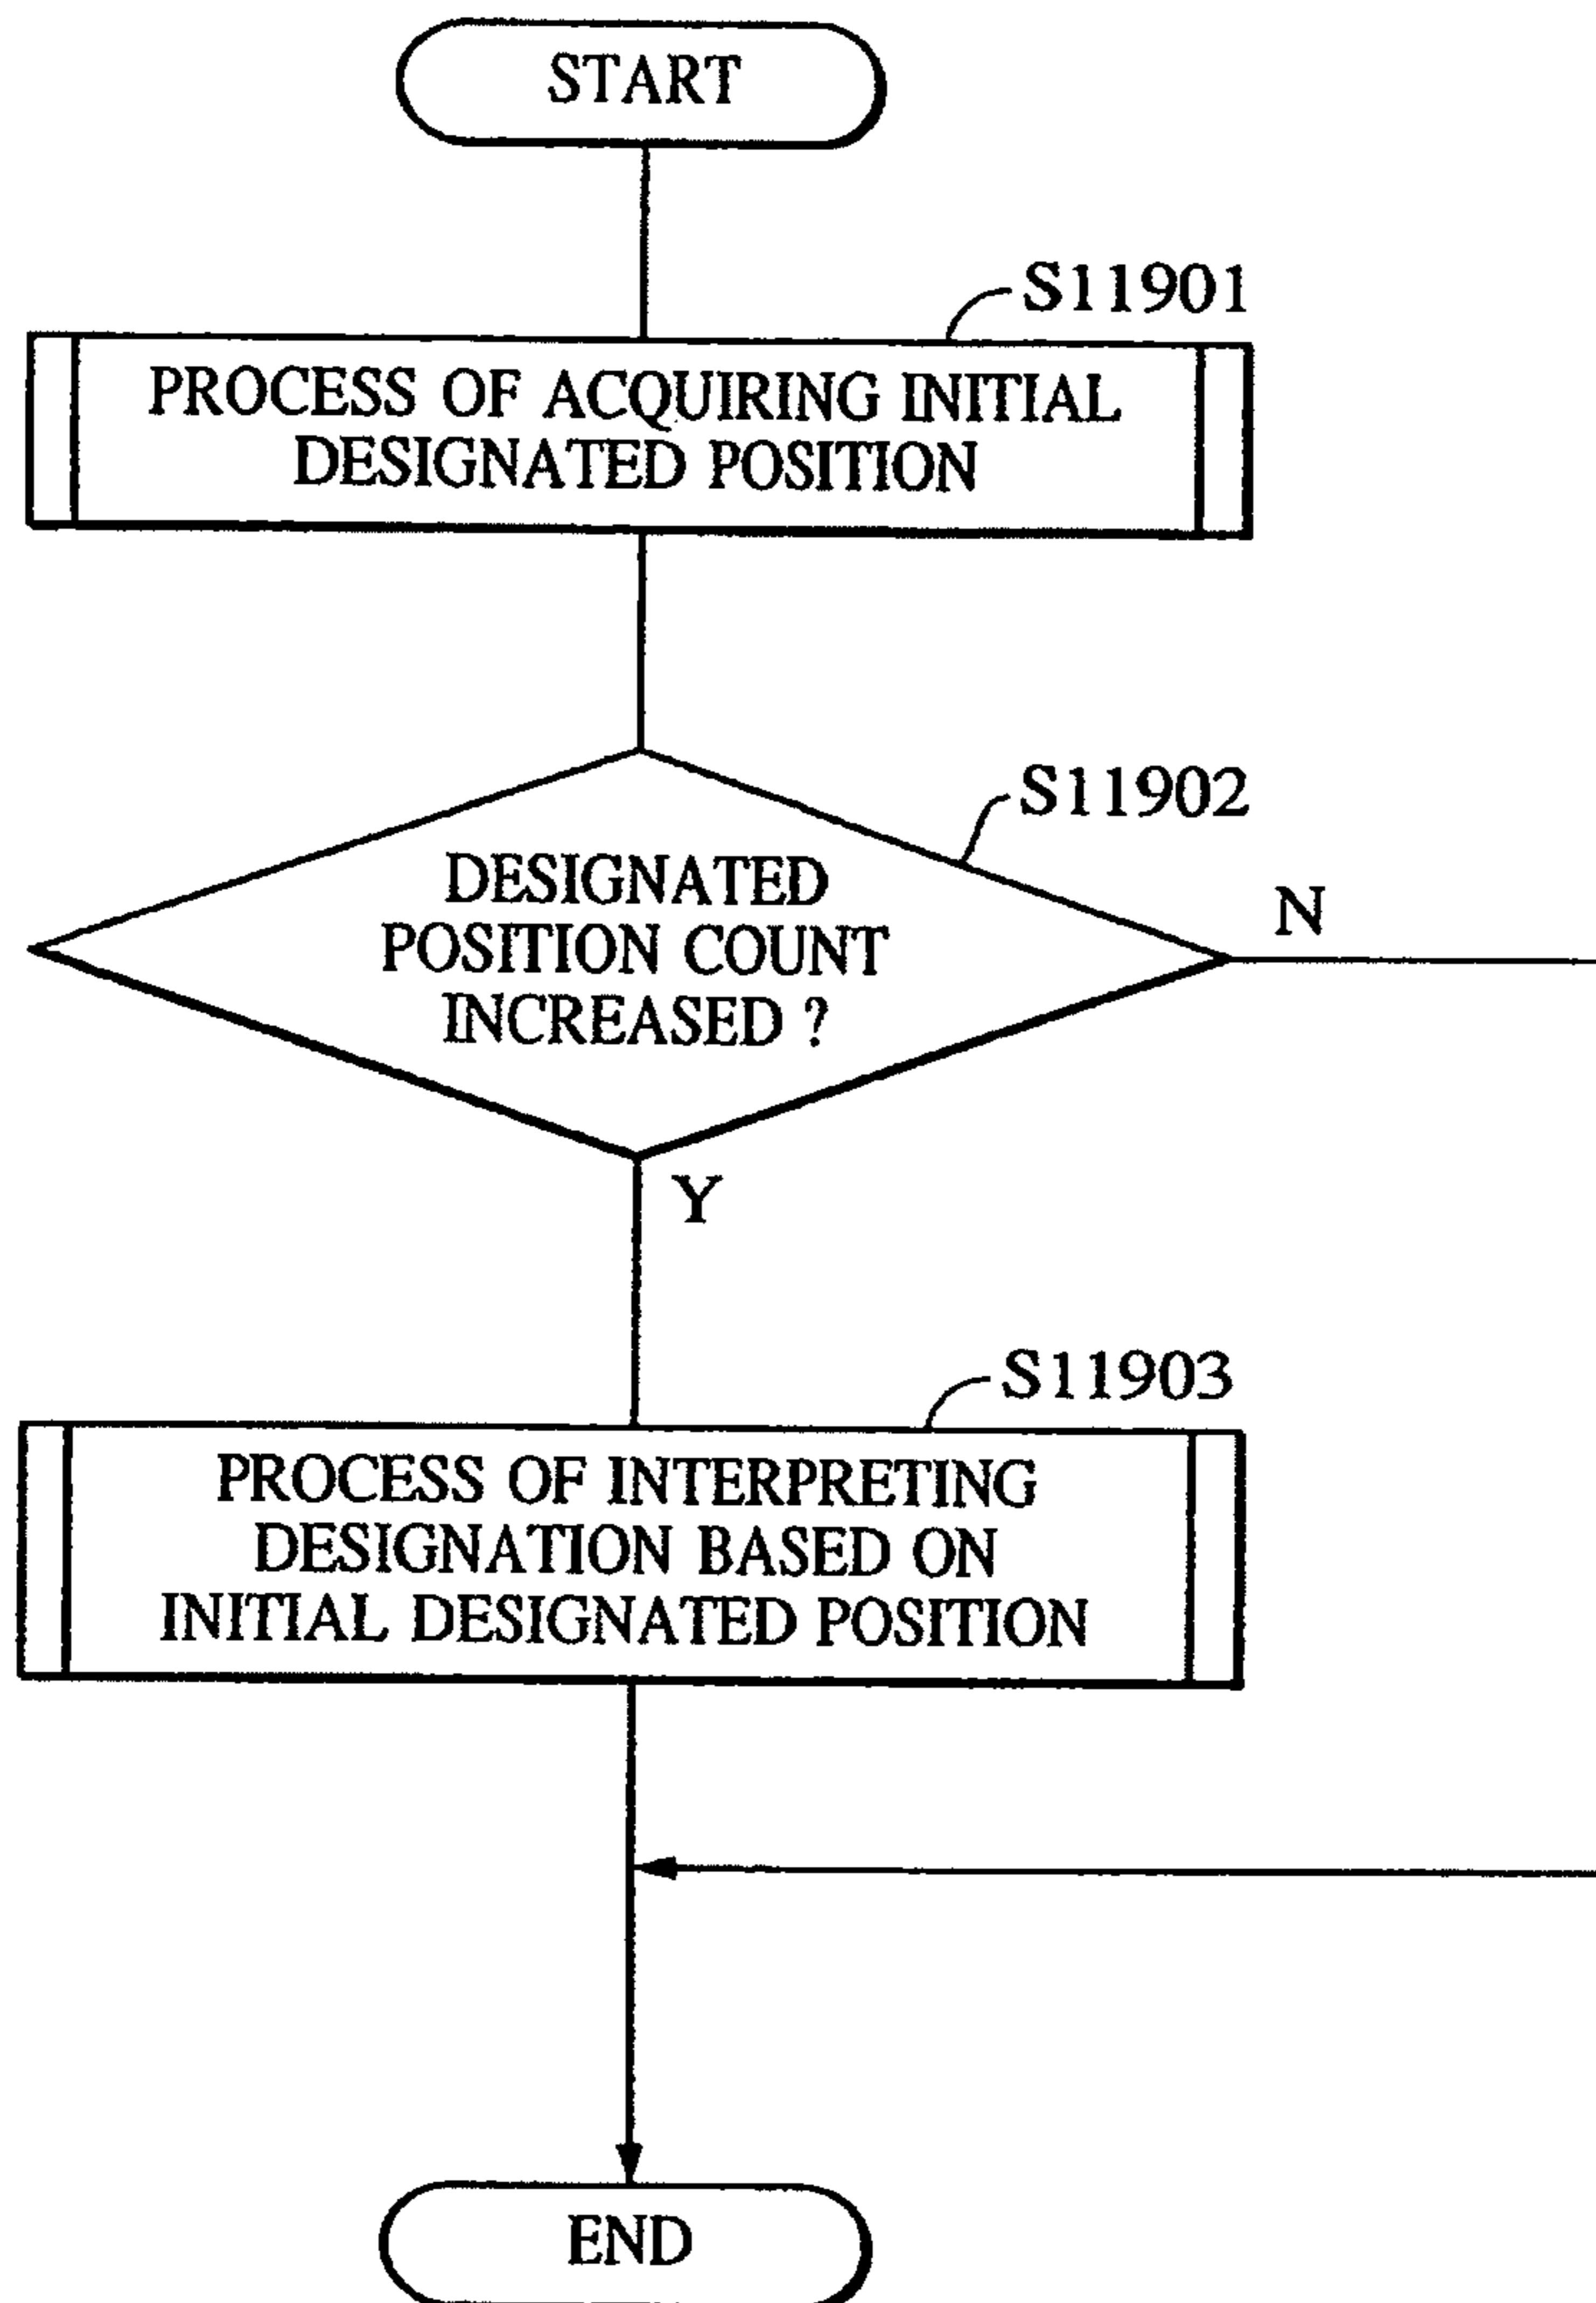 START
S11901
PROCESS OF ACQUIRING INITIAL
DESIGNATED POSITION
S11902
DESIGNATED
POSITION COUNT
INCREASED ?
N
Y
S11903
PROCESS OF INTERPRETING
DESIGNATION BASED ON
INITIAL DESIGNATED POSITION
END